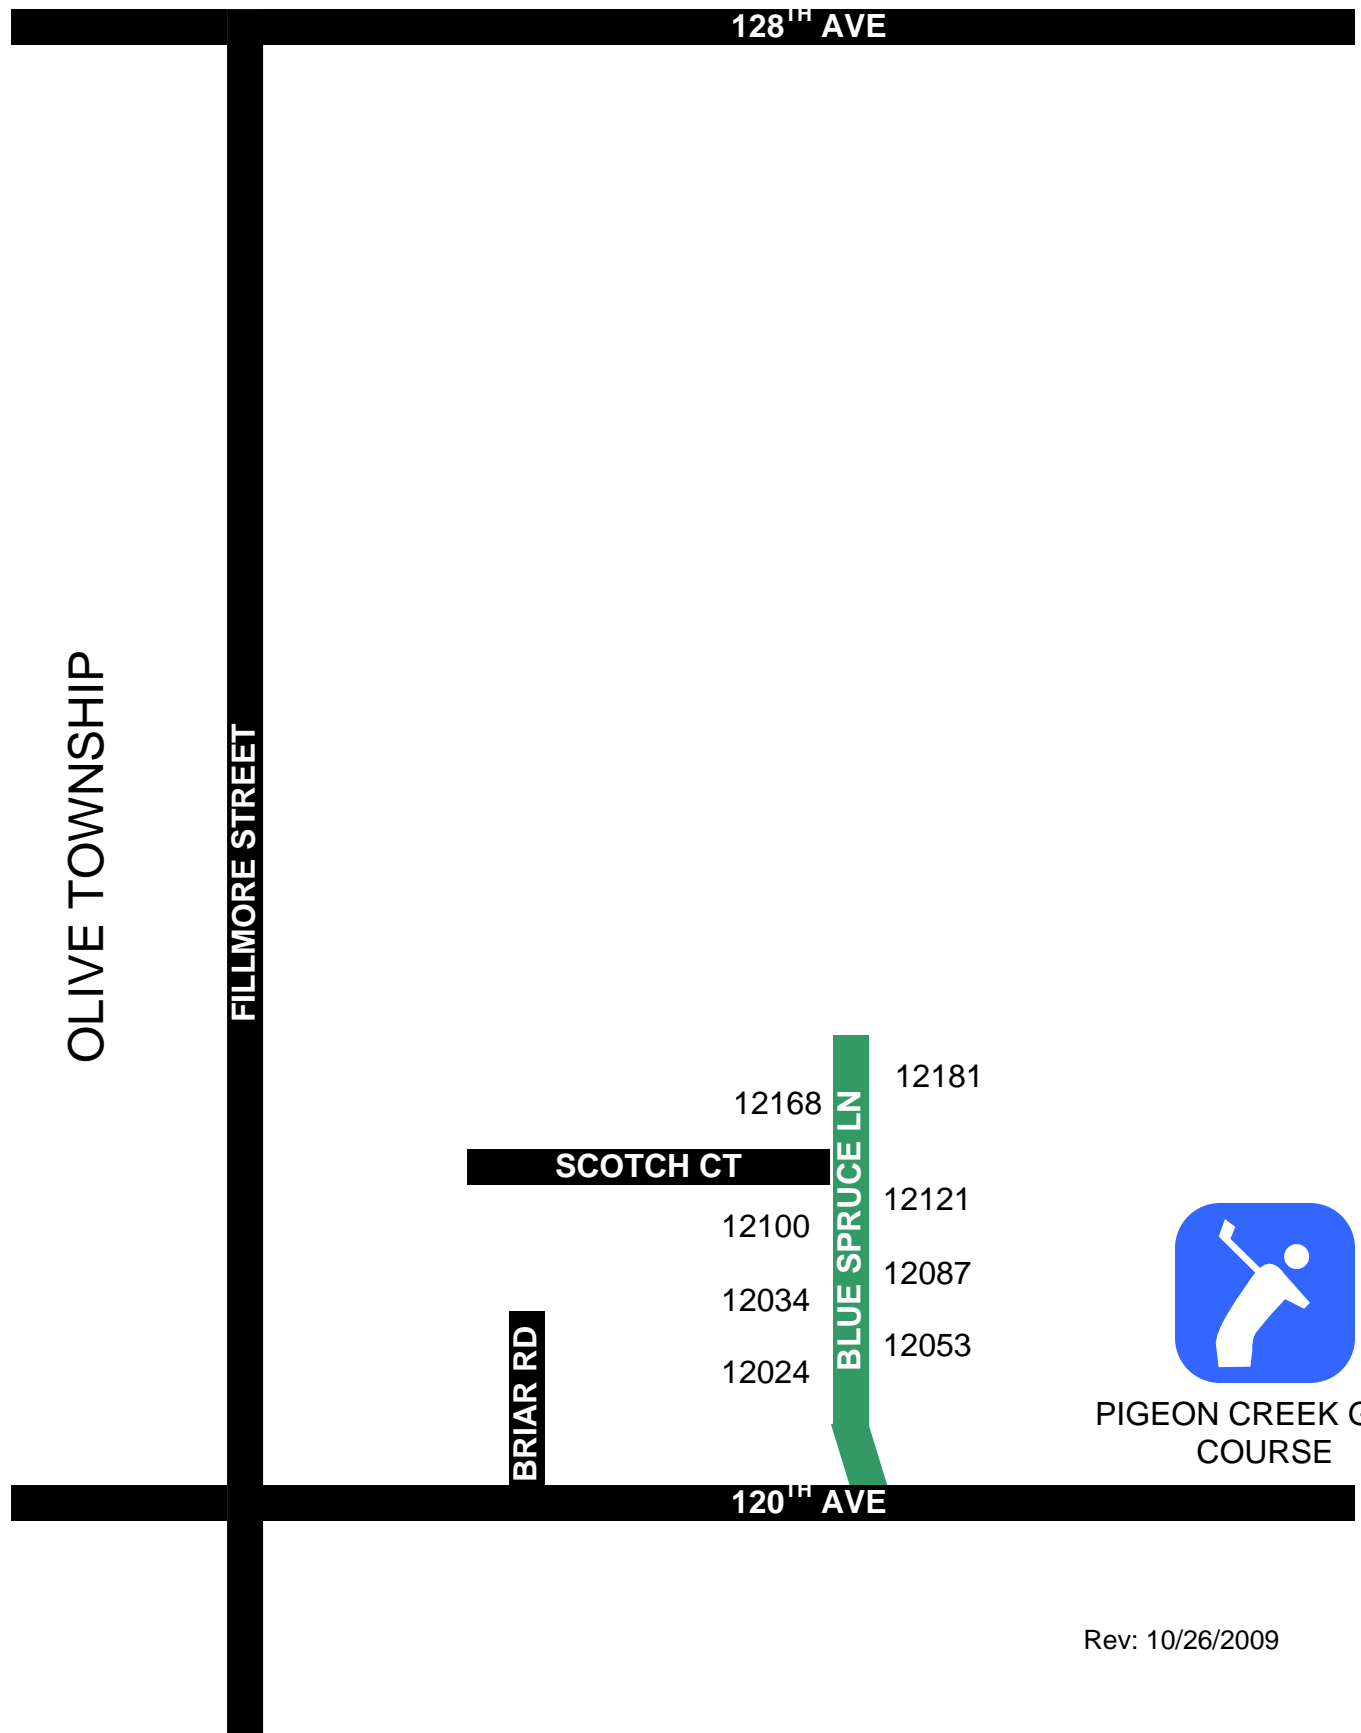 128TH AVE
OLIVE TOWNSHIP
FILLMORE STREET
12181
12168
BLUE SPRUCE LN
SCOTCH CT
12121
12100
12087
12034
12053
12024
BRIAR RD
PIGEON CREEK
COURSE
120TH AVE
Rev: 10/26/2009